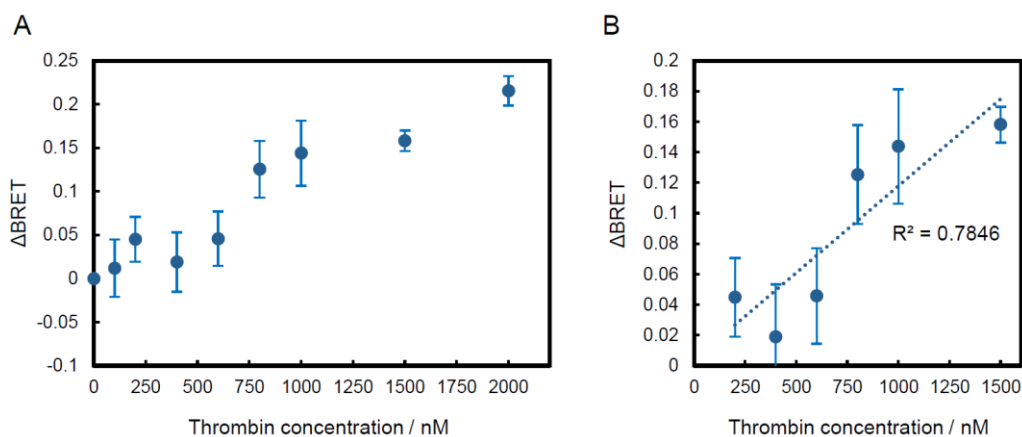 A
ΔBRET
0.25
0.2
0.15
0.1
0.05
0
-0.05
-0.1
0 250 500 750 1000 1250 1500 1750 2000
Thrombin concentration / nM
B
ΔBRET
0.2
0.18
0.16
0.14
0.12
0.1
0.08
0.06
0.04
0.02
0
R² = 0.7846
0 250 500 750 1000 1250 1500
Thrombin concentration / nM